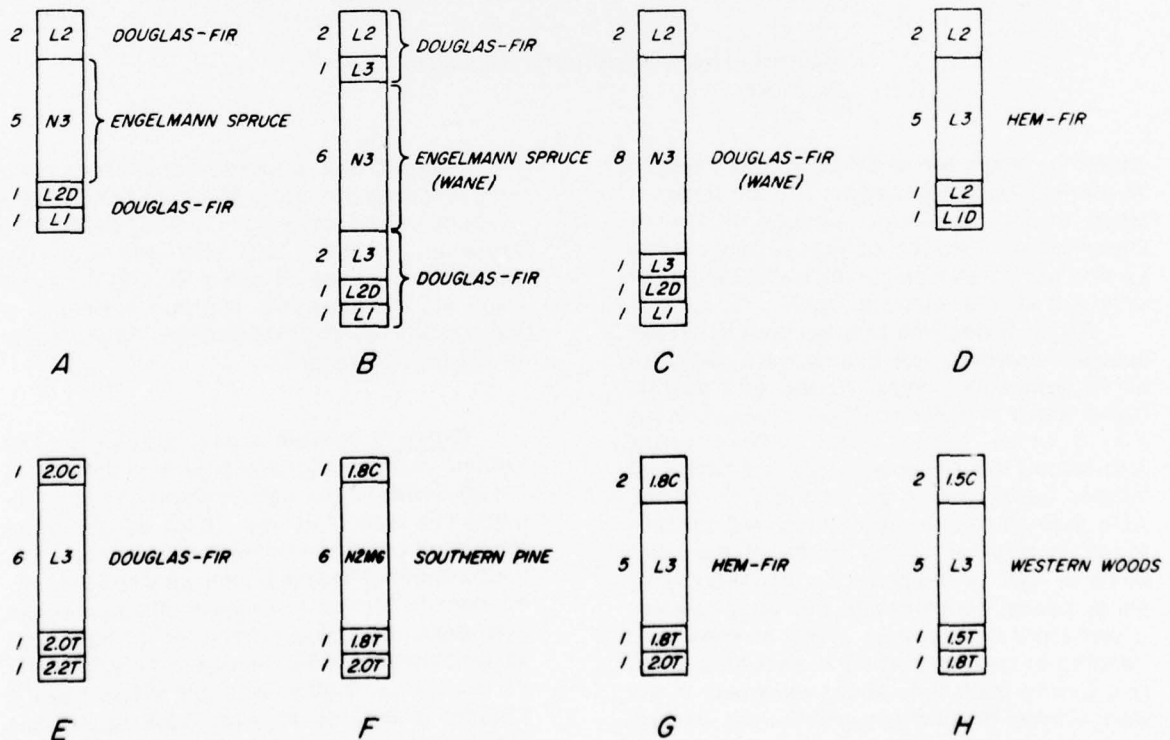 2 L2 DOUGLAS-FIR
5 N3 ENGELMANN SPRUCE
1 L2D DOUGLAS-FIR
1 L1
A
2 L2 DOUGLAS-FIR
1 L3
6 N3 ENGELMANN SPRUCE
(WANE)
2 L3 DOUGLAS-FIR
1 L2D
1 L1
B
2 L2
8 N3 DOUGLAS-FIR
(WANE)
1 L3
1 L2D
1 L1
C
2 L2
5 L3 HEM-FIR
1 L2
1 L1D
D
1 2.0C
6 L3 DOUGLAS-FIR
1 2.0T
1 2.2T
E
1 1.8C
6 N2MG SOUTHERN PINE
1 1.8T
1 2.0T
F
2 1.8C
5 L3 HEM-FIR
1 1.8T
1 2.0T
G
2 1.5C
5 L3 WESTERN WOODS
1 1.5T
1 1.8T
H